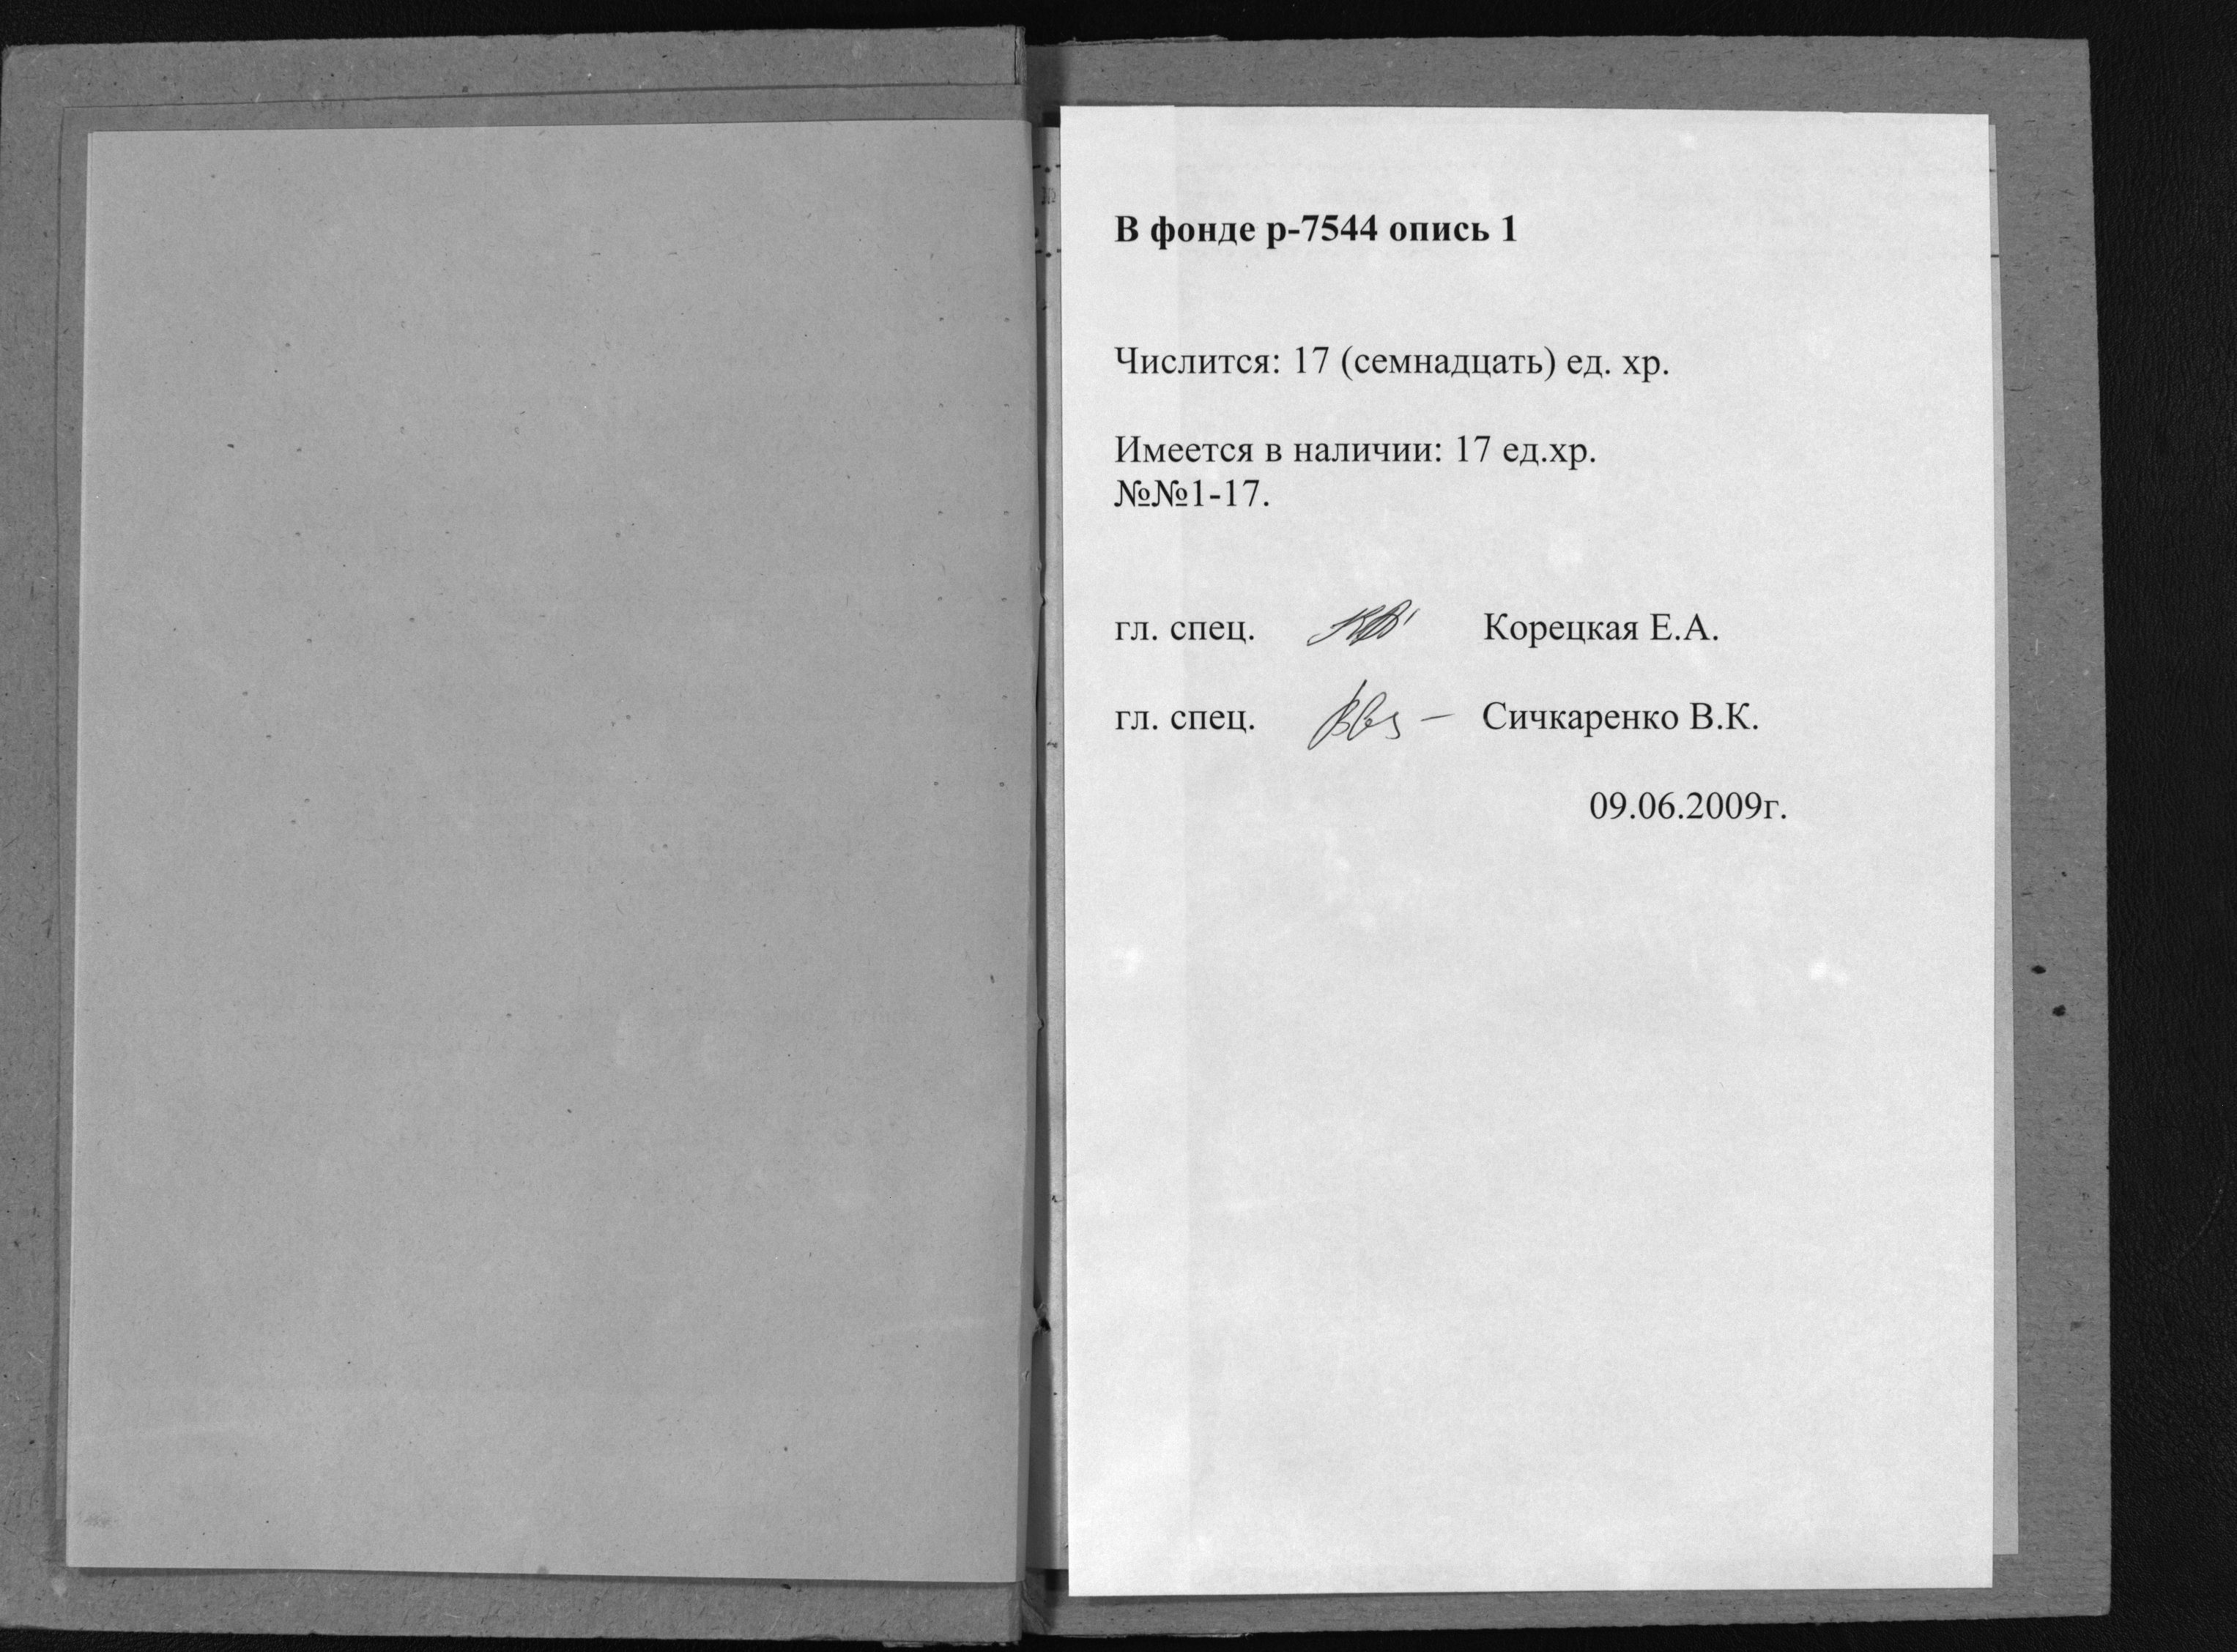 В фонде р-7544 опись 1
Числится: 17 (семнадцать) ед. хр.
Имеется в наличии: 17 ед.хр.
№№1-17.
гл. спец. Корецкая Е.А.
гл. спец. Сичкаренко В.К.
09.06.2009г.